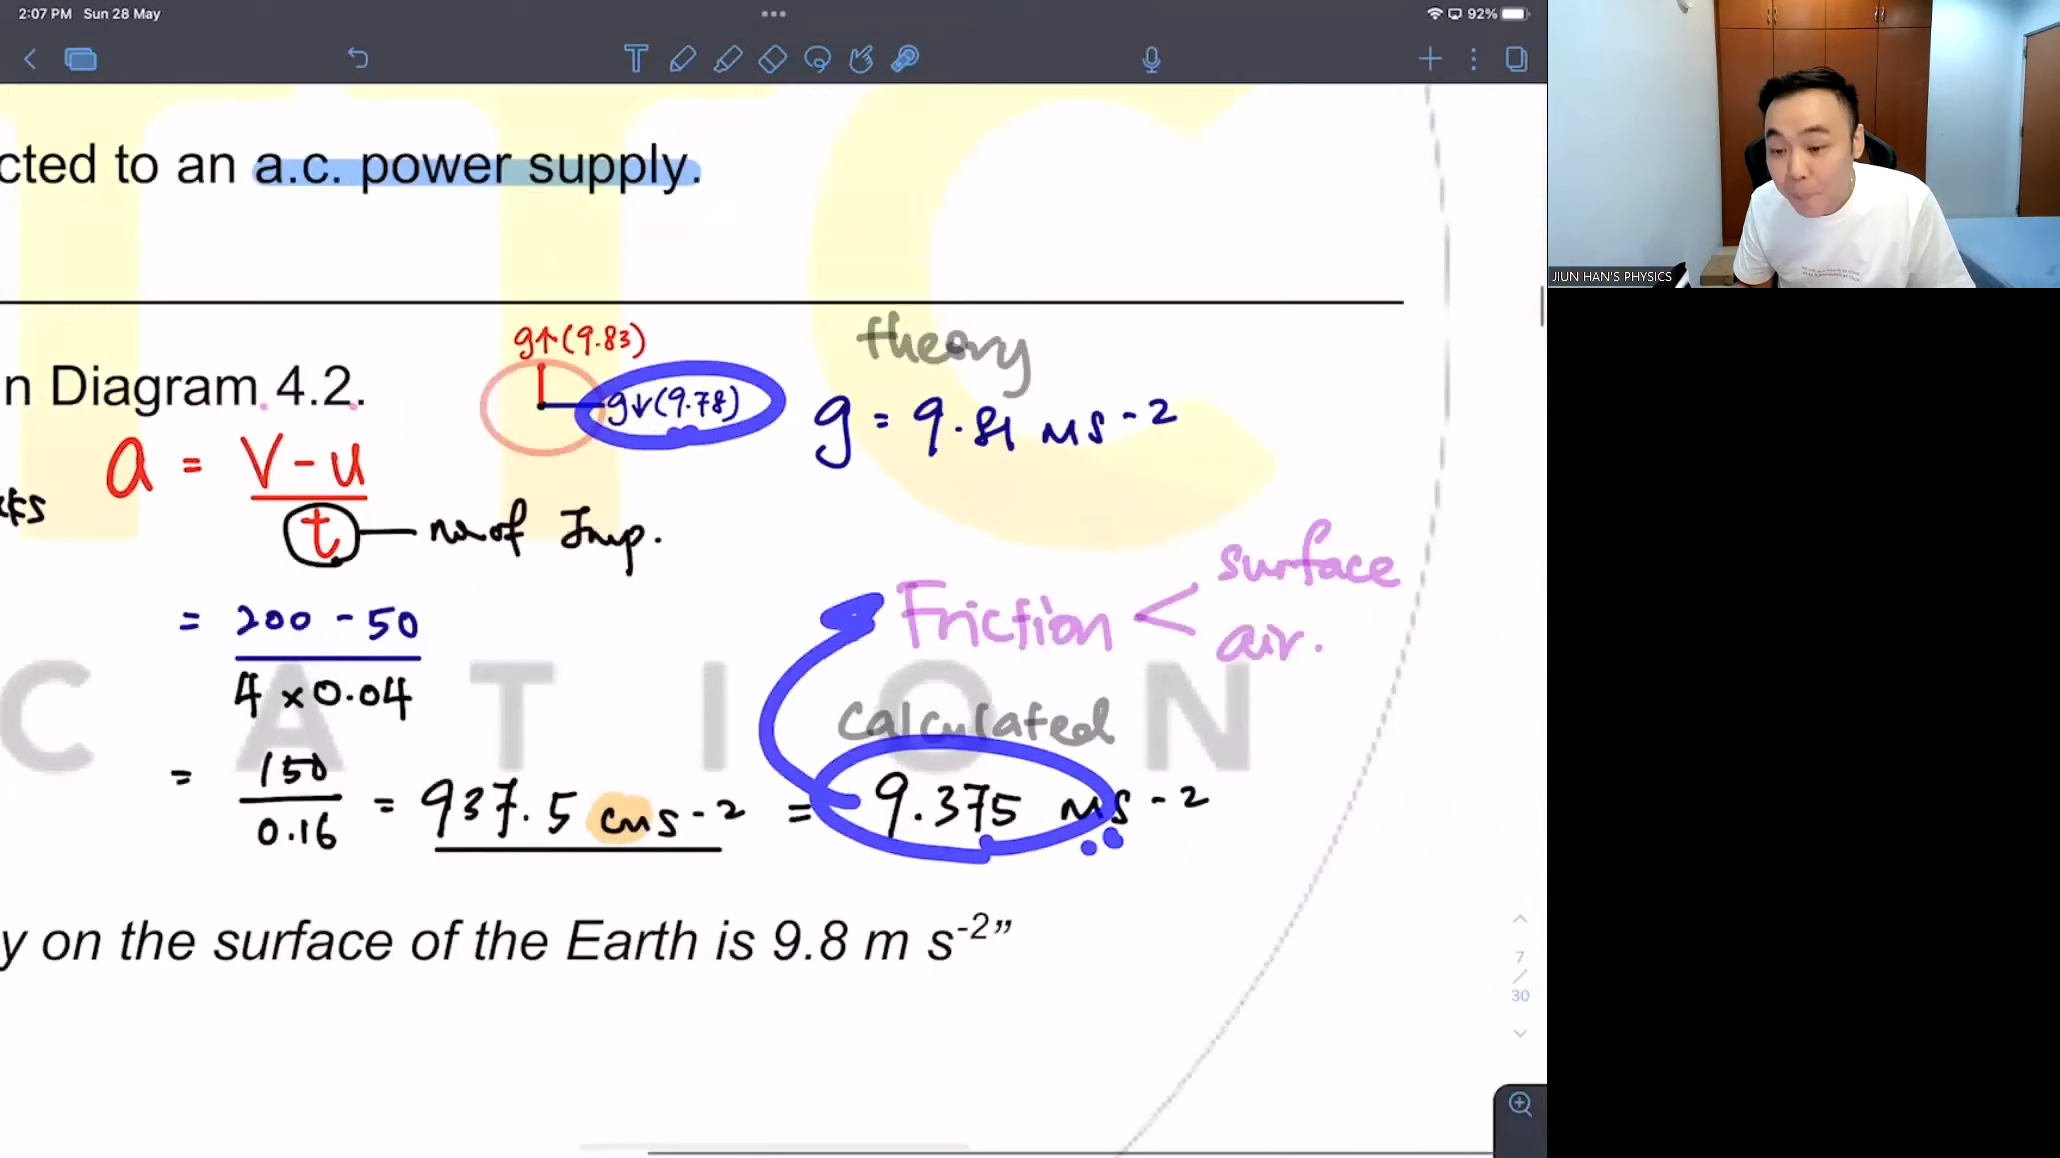 2:07 PM Sun 28 May
92%
cted to an a.c. power supply.
JIUN HAN'S PHYSICS
g↑(9.83)
theory
n Diagram 4.2.
g↓(9.78)
g = 9.81 ms-2
a = v-u
t
no of Jmp.
surface
Friction <
air.
= 200 - 50
4 x 0.04
calculated
= 150
0.16
= 937.5 cms-2 = 9.375 ms-2
CATION
y on the surface of the Earth is 9.8 m s-2”
7
/
30